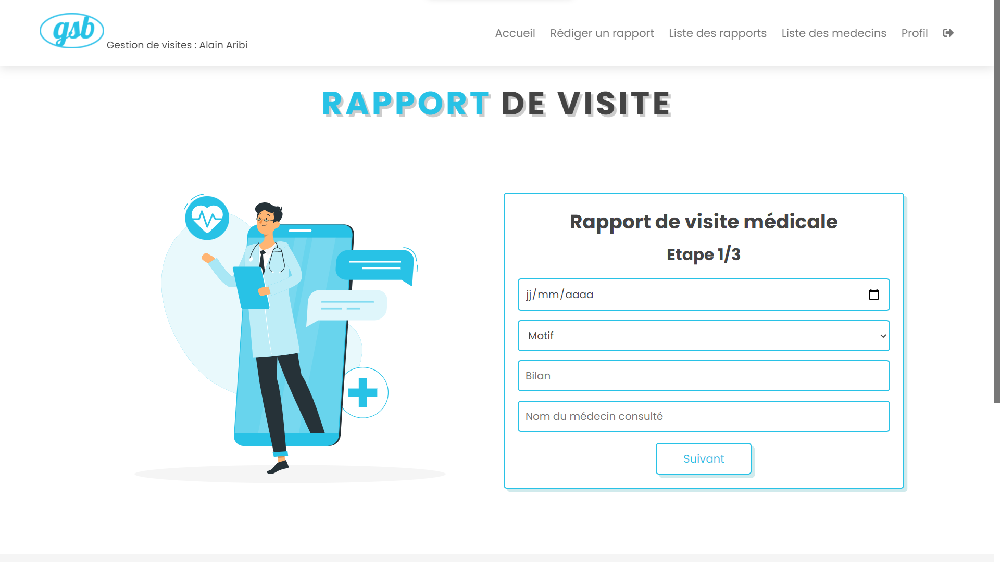 gsb
Gestion de visites : Alain Aribi
Accueil Rédiger un rapport Liste des rapports Liste des medecins Profil
RAPPORT DE VISITE
Rapport de visite médicale
Etape 1/3
jj/mm/aaaa
Motif
Bilan
Nom du médecin consulté
Suivant